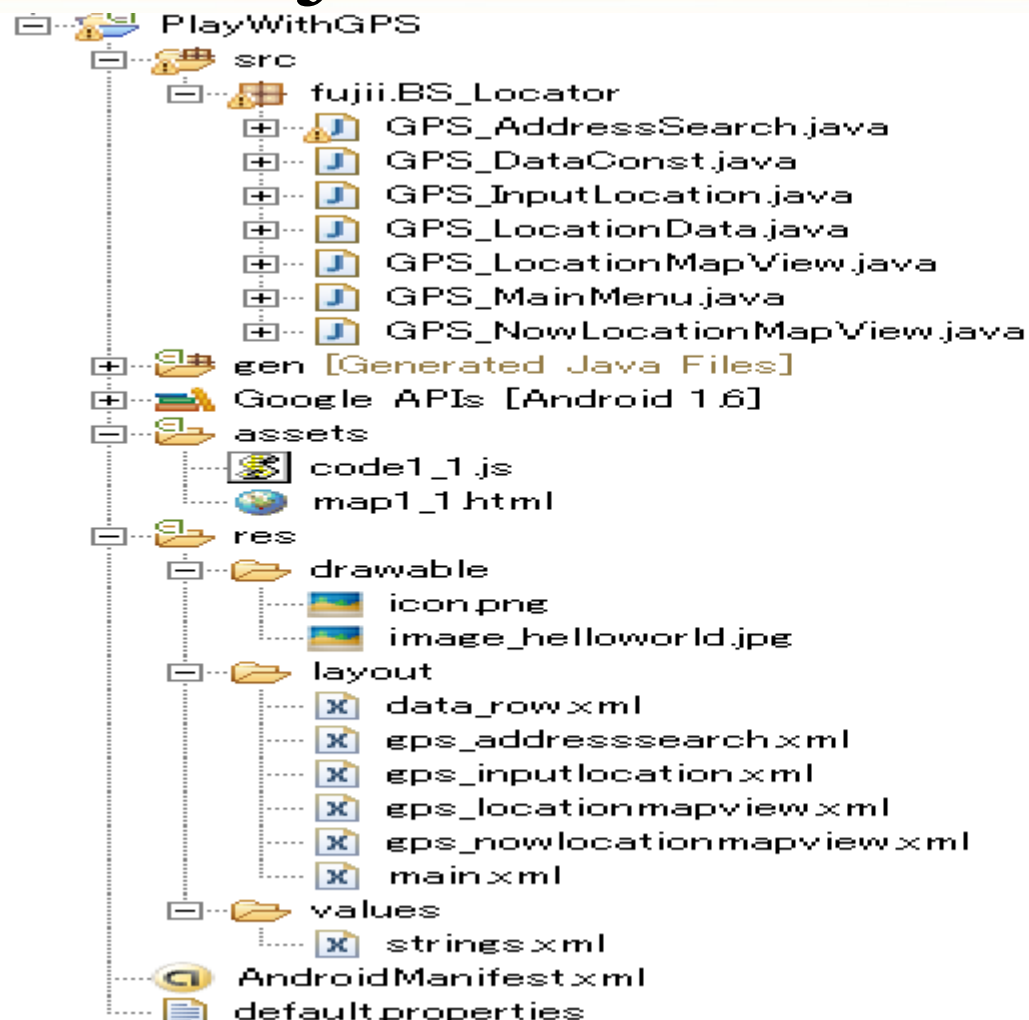 PlayWithGPS
src
fujii.BS_Locator
GPS_AddressSearch.java
GPS_DataConst.java
GPS_InputLocation.java
GPS_LocationData.java
GPS_LocationMapView.java
GPS_MainMenu.java
GPS_NowLocationMapView.java
gen [Generated Java Files]
Google APIs [Android 1.6]
assets
code1_1.js
map1_1.html
res
drawable
icon.png
image_helloworld.jpg
layout
data_row.xml
gps_addresssearch.xml
gps_inputlocation.xml
gps_locationmapview.xml
gps_nowlocationmapview.xml
main.xml
values
strings.xml
AndroidManifest.xml
default.properties